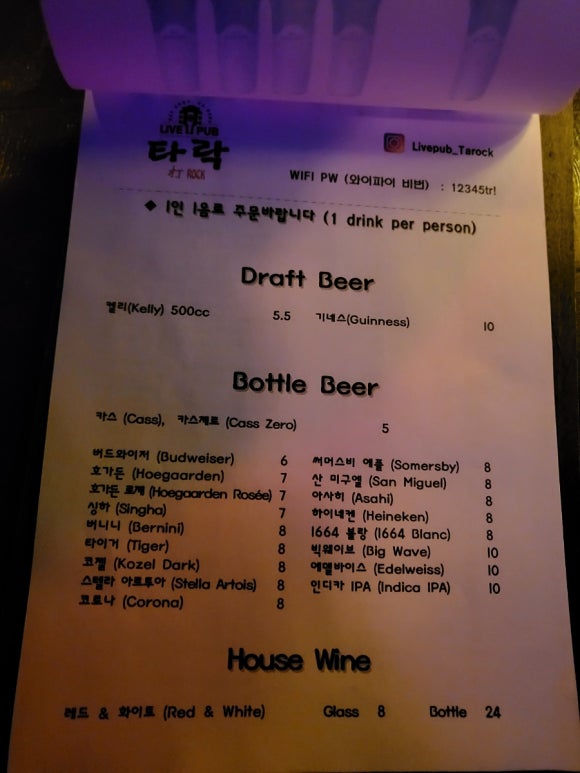 LIVE PUB
타락
打 ROCK
Livepub_Tarock
WIFI PW (와이파이 비번) : 12345tr!
◆ 1인 1음료 주문바랍니다 (1 drink per person)
Draft Beer
켈리(Kelly) 500cc 5.5 기네스(Guinness) 10
Bottle Beer
카스 (Cass), 카스제로 (Cass Zero) 5
버드와이저 (Budweiser) 6 써머스비 애플 (Somersby) 8
호가든 (Hoegaarden) 7 산 미구엘 (San Miguel) 8
호가든 로제 (Hoegaarden Rosée) 7 아사히 (Asahi) 8
싱하 (Singha) 7 하이네켄 (Heineken) 8
버니니 (Bernini) 8 1664 블랑 (1664 Blanc) 8
타이거 (Tiger) 8 빅웨이브 (Big Wave) 10
코젤 (Kozel Dark) 8 에델바이스 (Edelweiss) 10
스텔라 아르투아 (Stella Artois) 8 인디카 IPA (Indica IPA) 10
코로나 (Corona) 8
House Wine
레드 & 화이트 (Red & White) Glass 8 Bottle 24